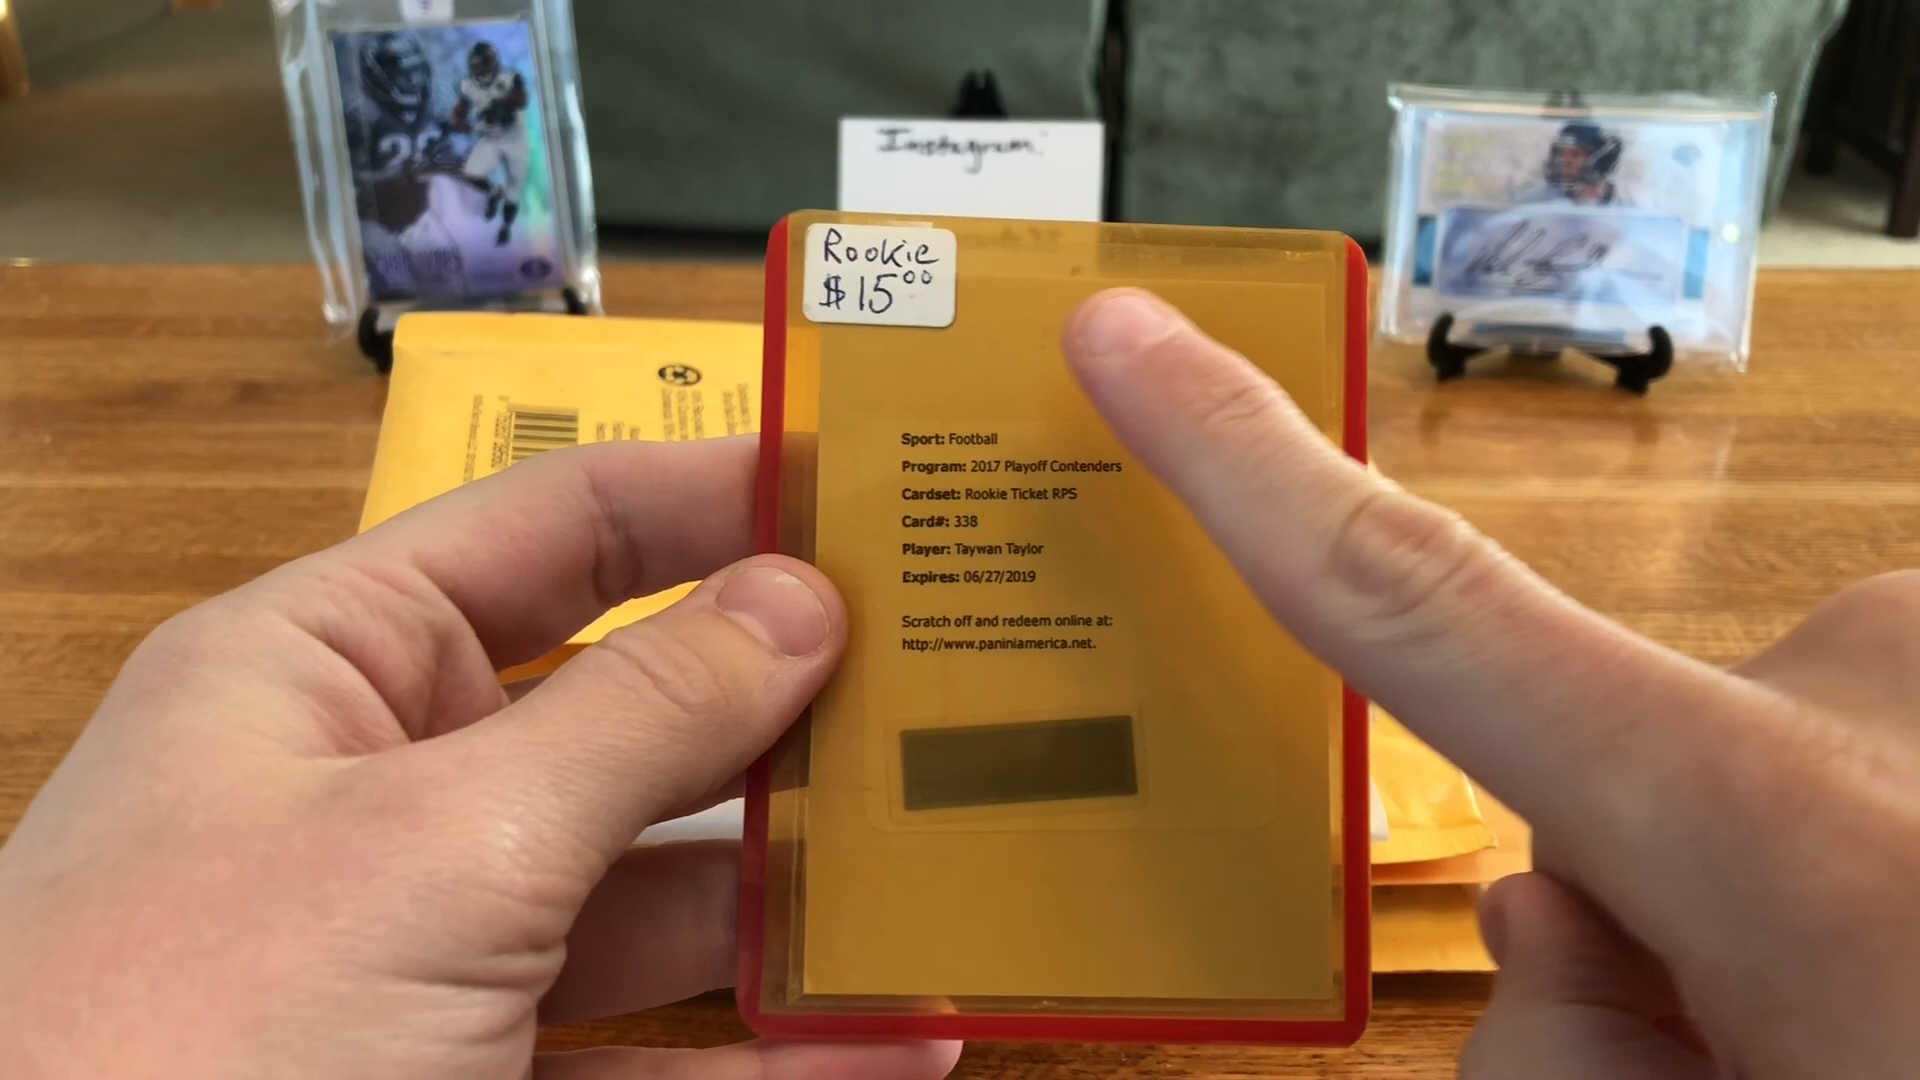 Instagram:
Rookie
$15.00
Sport: Football
Program: 2017 Playoff Contenders
Cardset: Rookie Ticket RPS
Card#: 338
Player: Taywan Taylor
Expires: 06/27/2019
Scratch off and redeem online at:
http://www.paniniamerica.net.